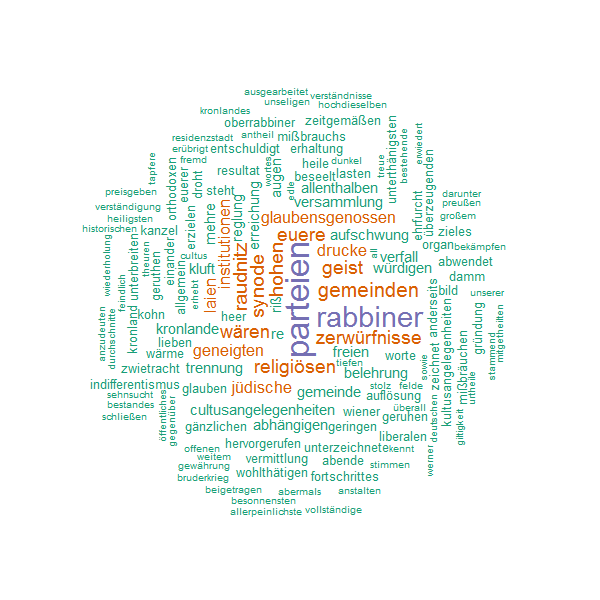 ausgearbeitet
verständnisse
unseligen
hochdieselben
kronlandes
oberrabbiner
zeitgemäßen
residenzstadt
antheil
mißbrauchs
erübrigt
entschuldigt
erhaltung
tapfere
orthodoxen
fremd
resultat
wortes
augen
heile
dunkel
beseelt
lasten
treue
unterthänigsten
bestehende
erwiedert
überzeugenden
preisgeben
euerer
droht
steht
edle
allenthalben
versammlung
ehrfurcht
darunter
preußen
verständigung
heiligsten
historischen
kanzel
erzielen
mehre
institutionen
reglung
erreichung
glaubensgenossen
großem
zieles
einander
euere
aufschwung
organ
bekämpfen
wiederholung
unterbreiten
theuren
geruthen
cultus
kluft
raudnitz
synode
hohen
parteien
drucke
all
verfall
abwendet
feindlich
allgemein
erhebt
laien
riß
geist
würdigen
damm
anzudeuten
durchschnitte
kronland
kohn
heer
gemeinden
bild
unserer
kronlande
wären
re
rabbiner
anderseits
gründung
lieben
wärme
geneigten
zerwürfnisse
zwietracht
trennung
religiösen
freien
tiefen
worte
sowie
zeichnet
kultusangelegenheiten
mißbräuchen
urtheile
stammend
mitgetheilten
indifferentismus
glauben
jüdische
belehrung
sehnsucht
bestandes
schließen
gemeinde
stolz
felde
auflösung
öffentliches
gegenüber
cultusangelegenheiten
wiener
überall
geruhen
deutschen
giltigkeit
gänzlichen
abhängigen
geringen
liberalen
werner
offenen
hervorgerufen
unterzeichnete
kennt
weitem
vermittlung
abende
stimmen
gewährung
wohlthätigen
fortschrittes
bruderkrieg
beigetragen
abermals
anstalten
besonnensten
allerpeinlichste
vollständige